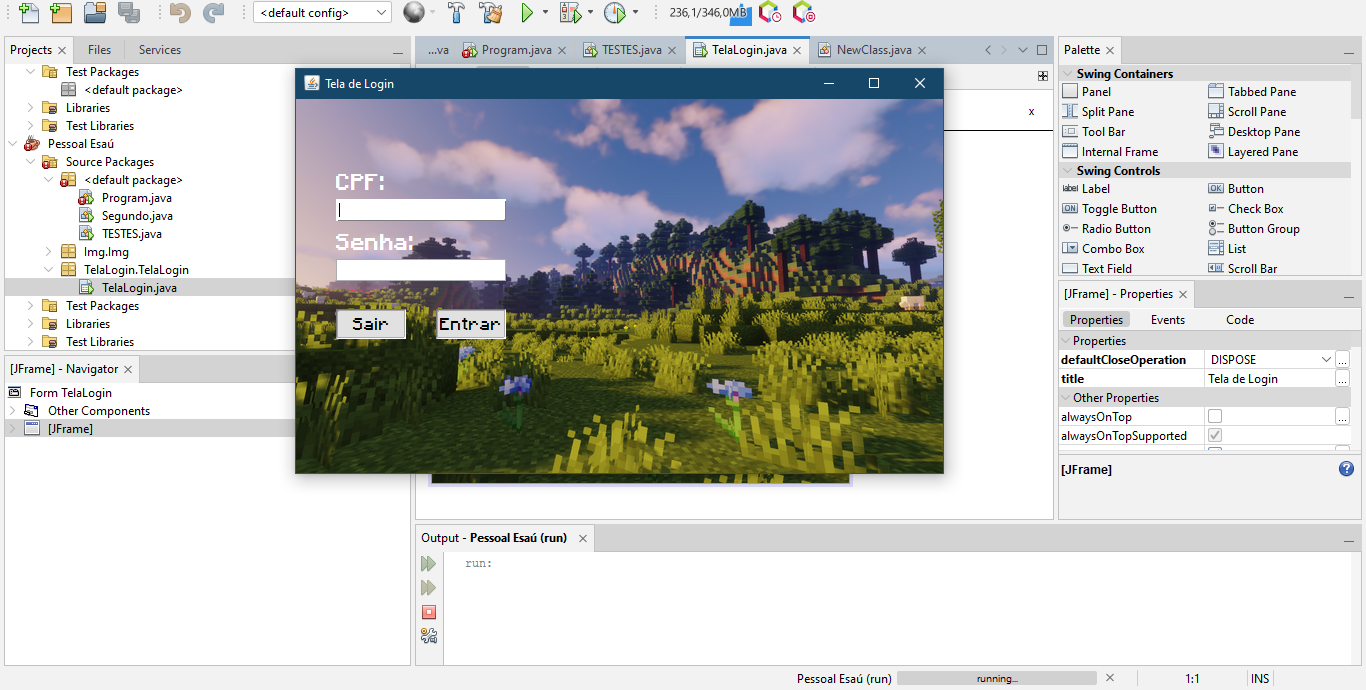 <default config>
236,1/346,0MB
Projects
Files
Services
Test Packages
<default package>
Libraries
Test Libraries
Pessoal Esaú
Source Packages
<default package>
Program.java
Segundo.java
TESTES.java
Img.Img
TelaLogin.TelaLogin
TelaLogin.java
Test Packages
Libraries
Test Libraries
[JFrame] - Navigator
Form TelaLogin
Other Components
[JFrame]
...va
Program.java
TESTES.java
TelaLogin.java
NewClass.java
x
Tela de Login
CPF:
Senha:
Sair Entrar
Output - Pessoal Esaú (run)
run:
Palette
Swing Containers
Panel Tabbed Pane
Split Pane Scroll Pane
Tool Bar Desktop Pane
Internal Frame Layered Pane
Swing Controls
label Label OK Button
ON Toggle Button Check Box
Radio Button Button Group
Combo Box List
Text Field Scroll Bar
[JFrame] - Properties
Properties Events Code
Properties
defaultCloseOperation DISPOSE ...
title Tela de Login ...
Other Properties
alwaysOnTop ...
alwaysOnTopSupported
[JFrame]
?
Pessoal Esaú (run) running... 1:1 INS